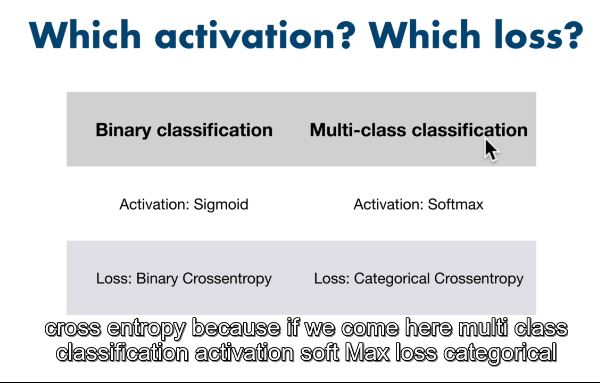 Which activation? Which loss?
Binary classification Multi-class classification
Activation: Sigmoid Activation: Softmax
Loss: Binary Crossentropy Loss: Categorical Crossentropy
cross entropy because if we come here multi class
classification activation soft Max loss categorical